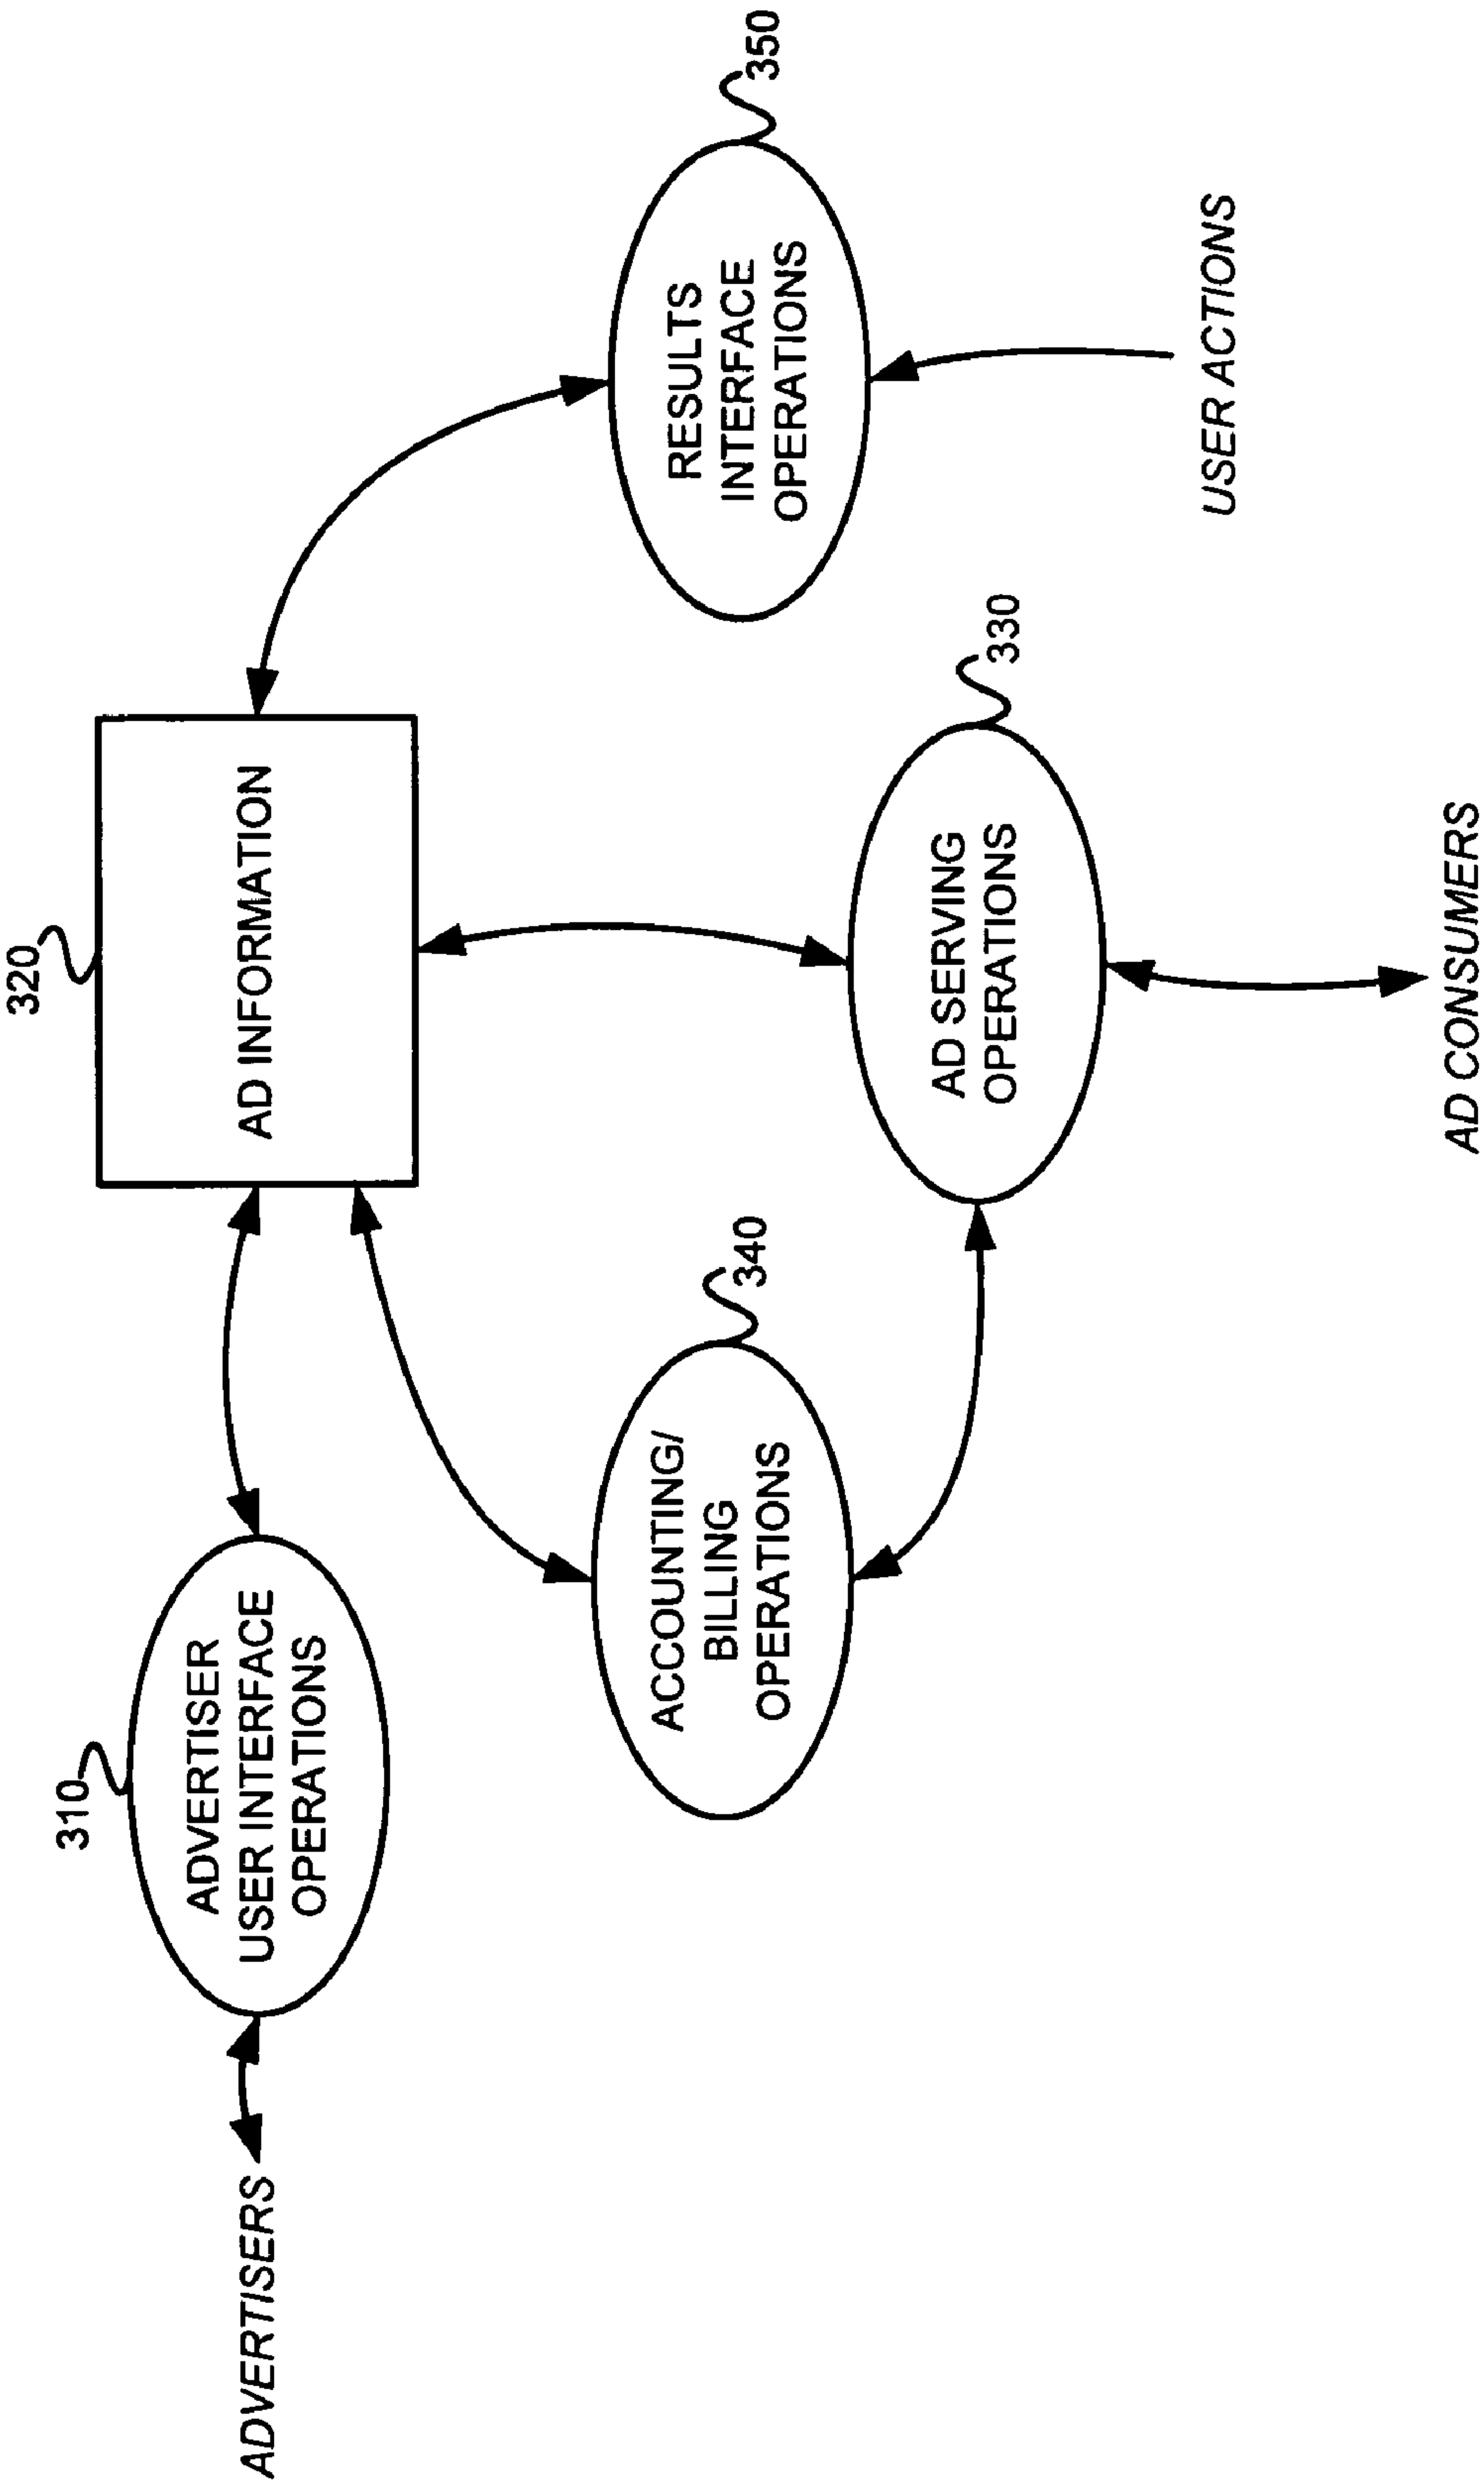 320
310
AD INFORMATION
ADVERTISERS
ADVERTISER
USER INTERFACE
OPERATIONS
340
350
ACCOUNTING/
BILLING
OPERATIONS
RESULTS
INTERFACE
OPERATIONS
330
AD SERVING
OPERATIONS
USER ACTIONS
AD CONSUMERS